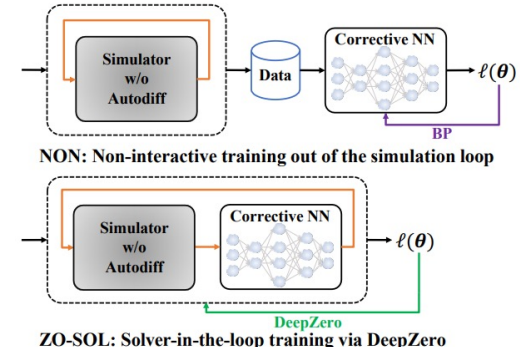 Simulator
w/o
Autodiff
Data
Corrective NN
ℓ(θ)
BP
NON: Non-interactive training out of the simulation loop
Simulator
w/o
Autodiff
Corrective NN
ℓ(θ)
DeepZero
ZO-SOL: Solver-in-the-loop training via DeepZero